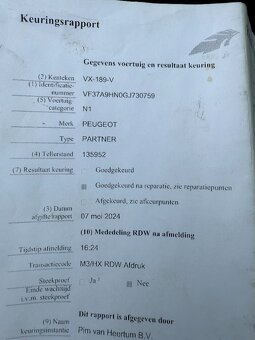 Keuringsrapport
Gegevens voertuig en resultaat keuring
(2) Kenteken VX-189-V
(1) Identificatie-
nummer VF37A9HN0GJ730759
(5) Voertuig-
categorie N1
- Merk PEUGEOT
Type PARTNER
(4) Tellerstand 135952
(7) Resultaat keuring Goedgekeurd
Goedgekeurd na reparatie, zie reparatiepunten
Afgekeurd, zie afkeurpunten
(3) Datum
afgifte rapport 07 mei 2024
(10) Mededeling RDW na afmelding
Tijdstip afmelding 16:24
Transactiecode M3/HX RDW Afdruk
Steekproef Ja Nee
Einde wachttijd
i.v.m. steekproef
Dit rapport is afgegeven door
(9) Naam
keuringsinstantie Pim van Heertum B.V.